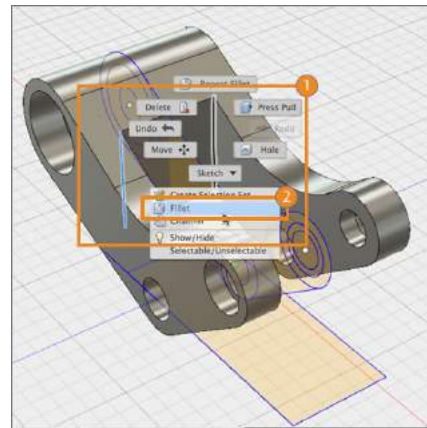 Repeat Fillet
1
Delete
Press Pull
Undo
Redo
Move
Hole
Sketch
Create Selection Set
2
Fillet
Chamfer
Show/Hide
Selectable/Unselectable